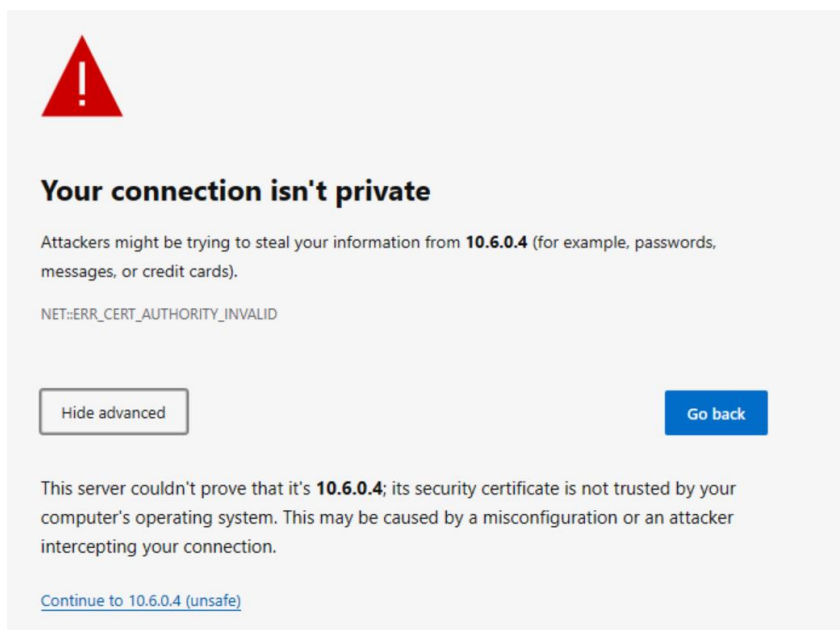 Your connection isn't private
Attackers might be trying to steal your information from 10.6.0.4 (for example, passwords,
messages, or credit cards).
NET::ERR_CERT_AUTHORITY_INVALID
Hide advanced
Go back
This server couldn't prove that it's 10.6.0.4; its security certificate is not trusted by your
computer's operating system. This may be caused by a misconfiguration or an attacker
intercepting your connection.
Continue to 10.6.0.4 (unsafe)